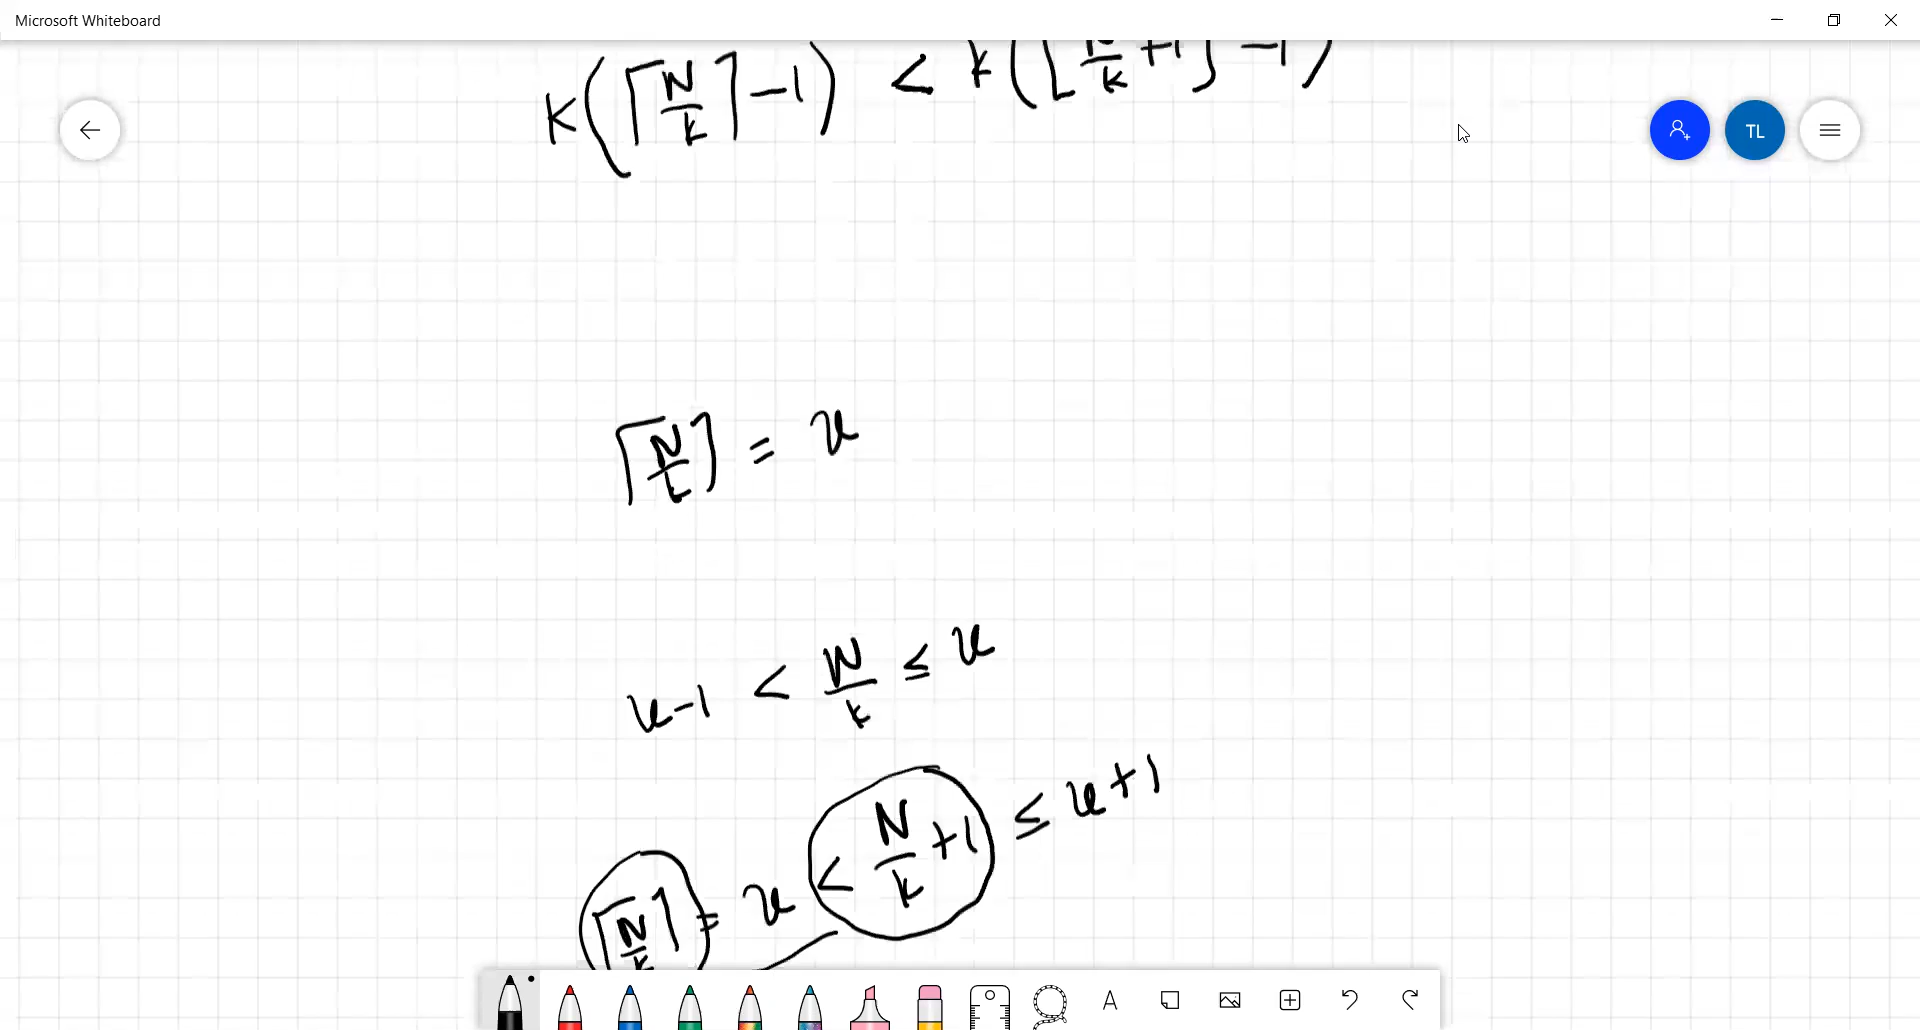 Microsoft Whiteboard
K(⌈N/k⌉-1) < k([N/k+1]-1)
TL
⌈N/k⌉ = x
x-1 < N/k ≤ x
⌈N/k⌉ = x < N/k+1 ≤ x+1
A